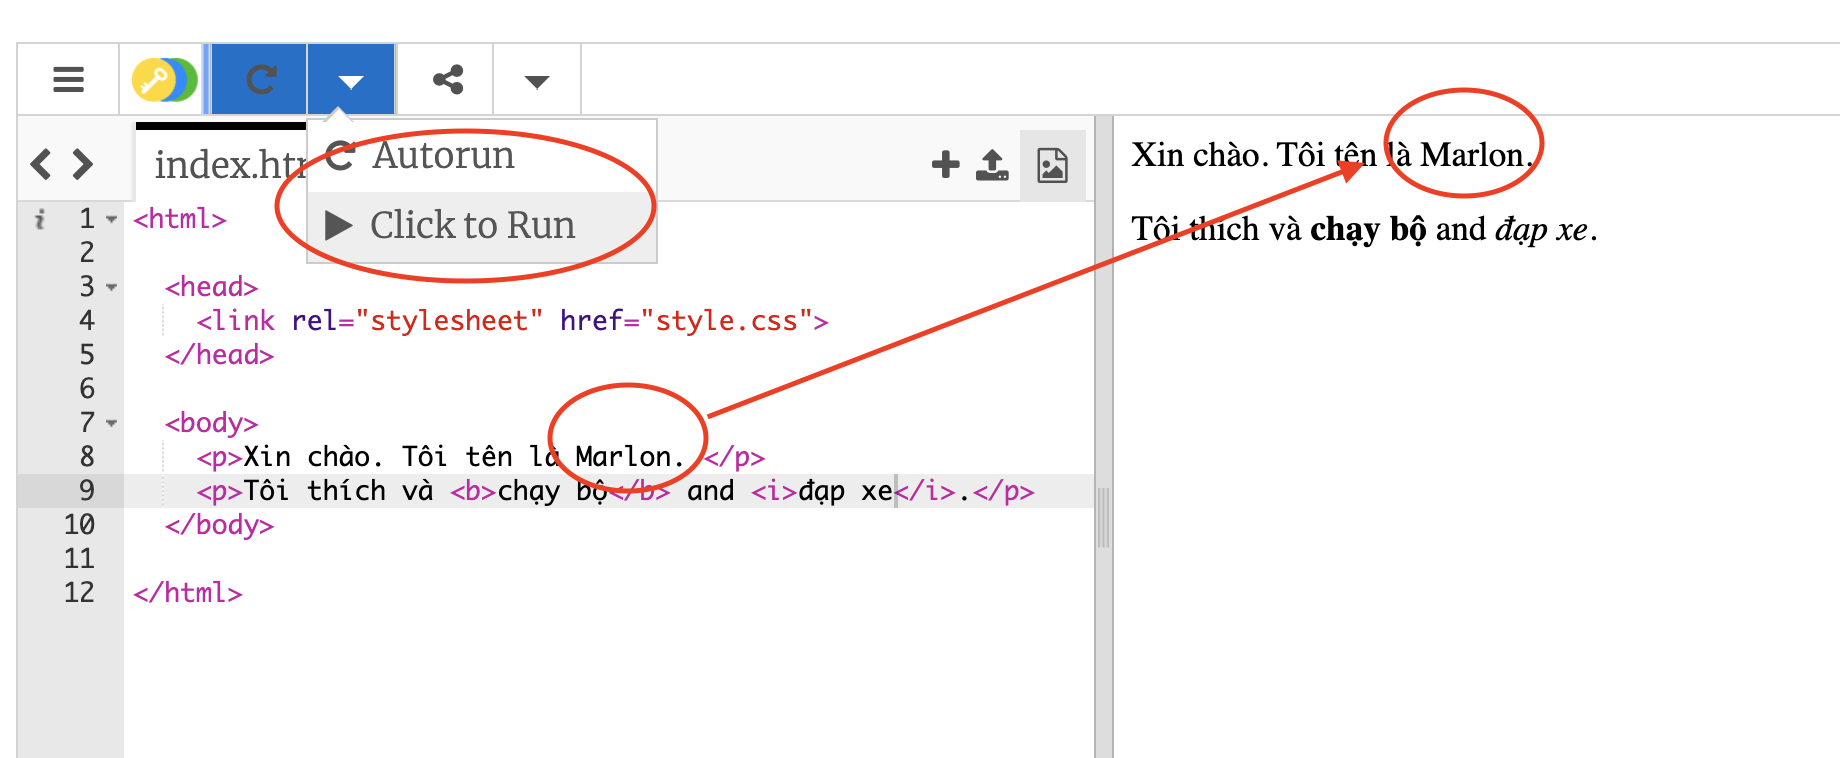 index.htm
Autorun
Click to Run
1 <html>
2
3 <head>
4 <link rel="stylesheet" href="style.css">
5 </head>
6
7 <body>
8 <p>Xin chào. Tôi tên là Marlon. </p>
9 <p>Tôi thích và <b>chạy bộ</b> and <i>đạp xe</i>.</p>
10 </body>
11
12 </html>
Xin chào. Tôi tên là Marlon.
Tôi thích và chạy bộ and đạp xe.